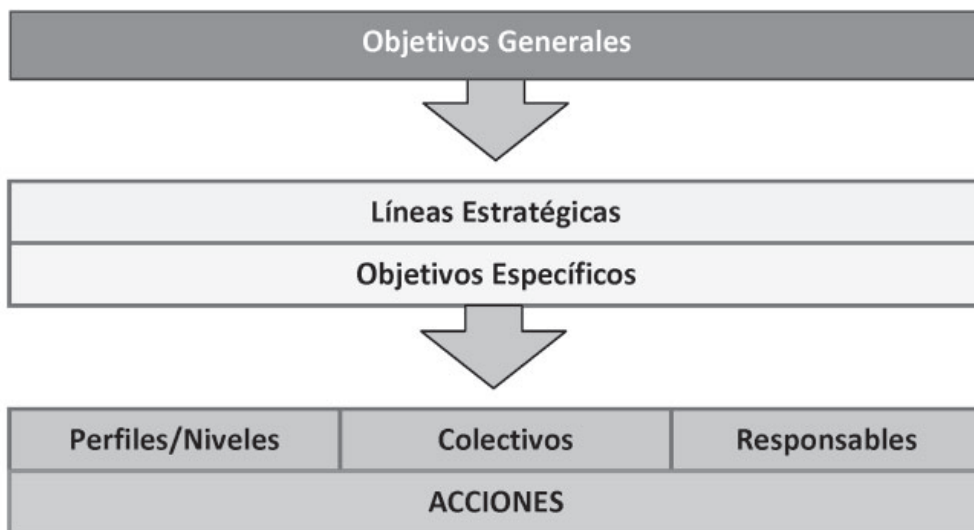 Objetivos Generales
Líneas Estratégicas
Objetivos Específicos
Perfiles/Niveles Colectivos Responsables
ACCIONES